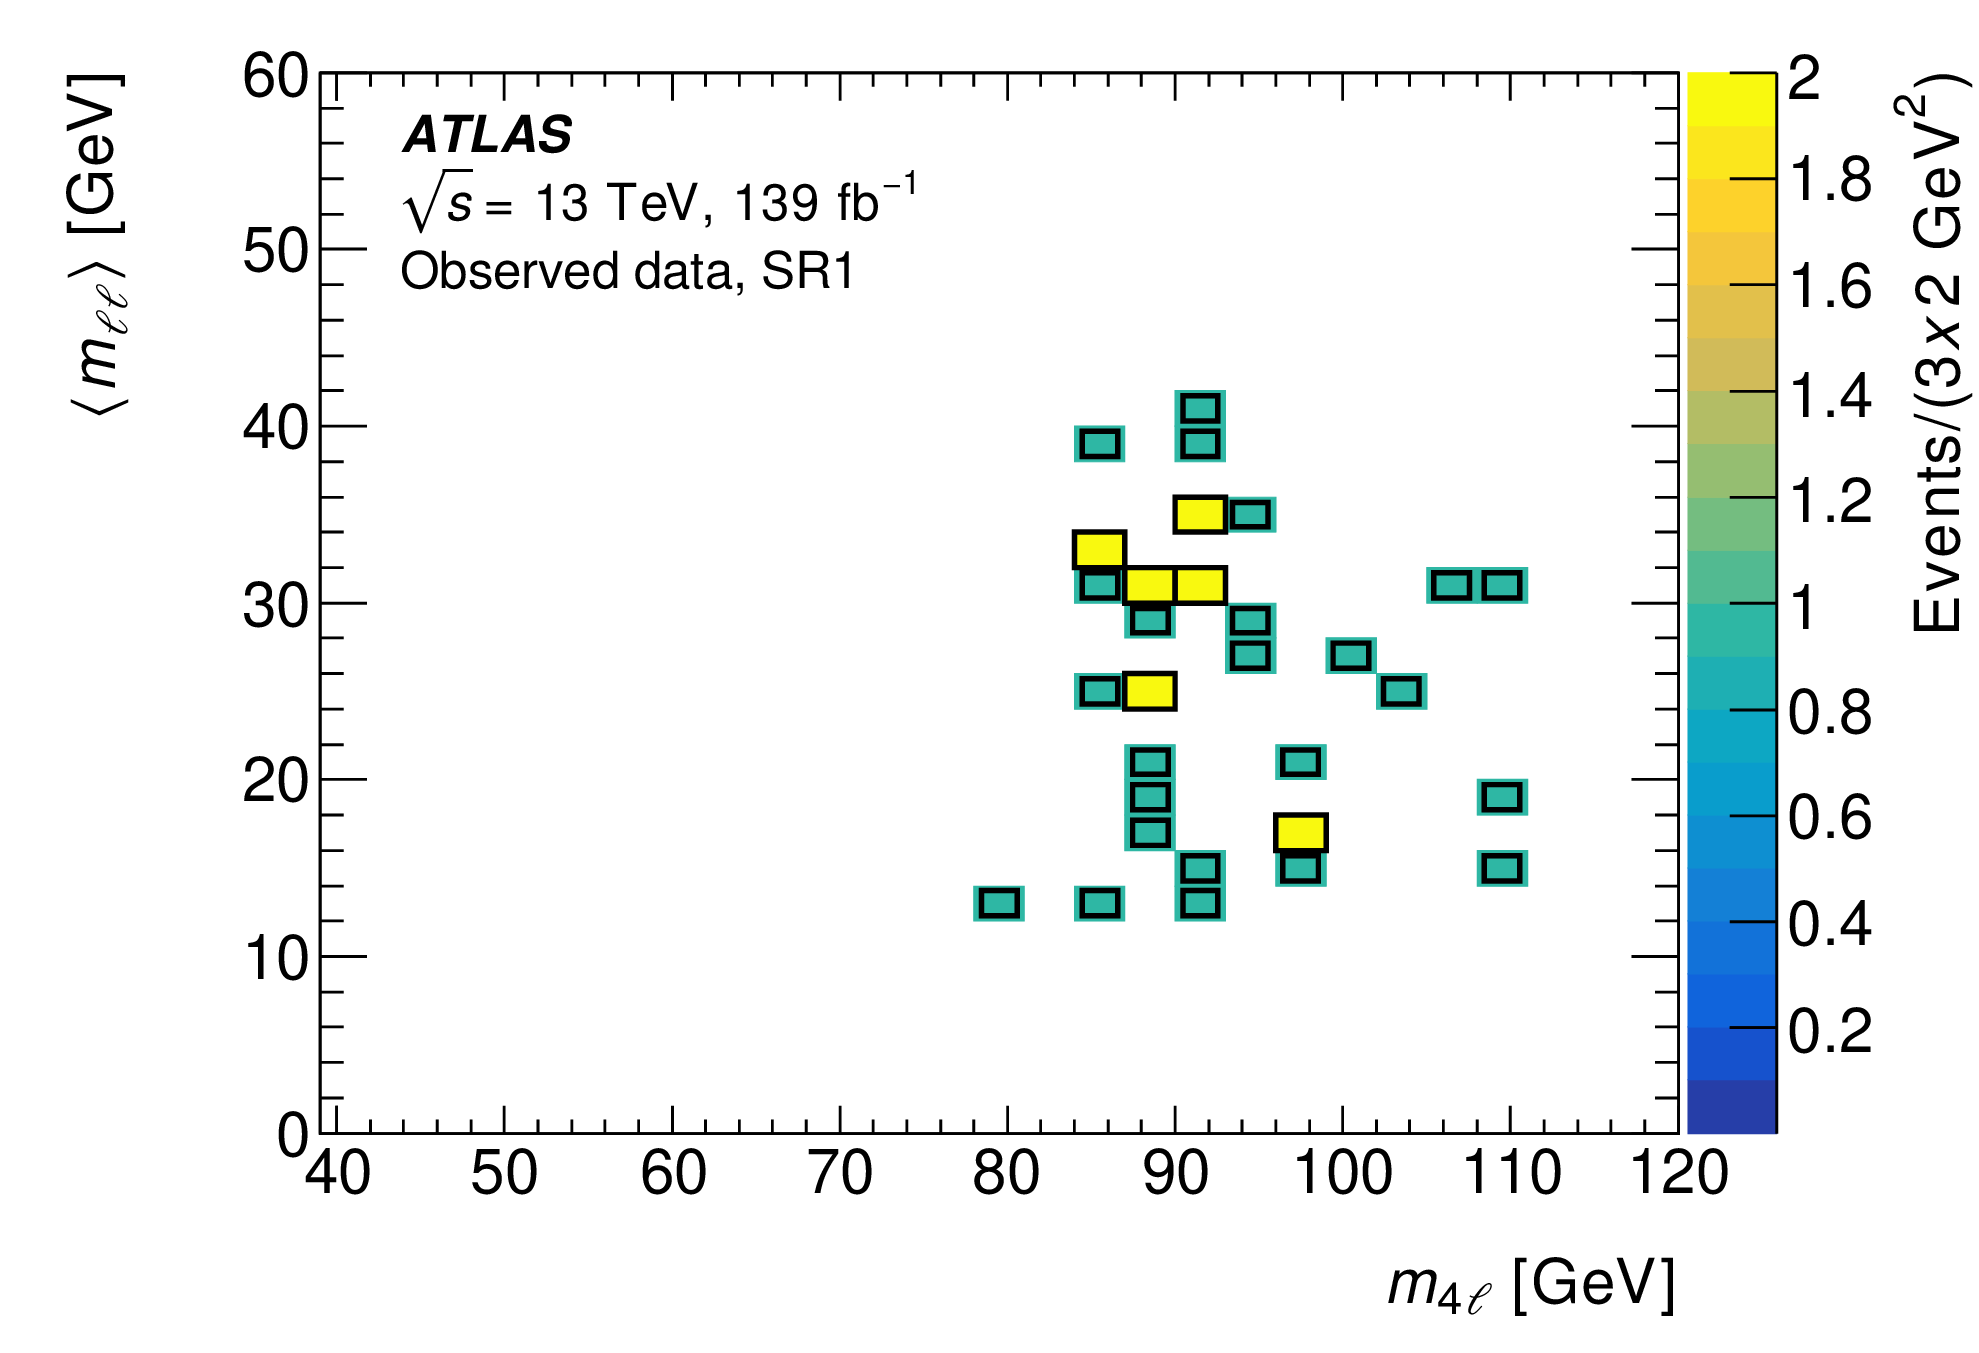 ⟨mℓℓ⟩ [GeV]
60
50
40
30
20
10
0
ATLAS
√s = 13 TeV, 139 fb⁻¹
Observed data, SR1
40 50 60 70 80 90 100 110 120
m4ℓ [GeV]
2
1.8
1.6
1.4
1.2
1
0.8
0.6
0.4
0.2
Events/(3x2 GeV²)